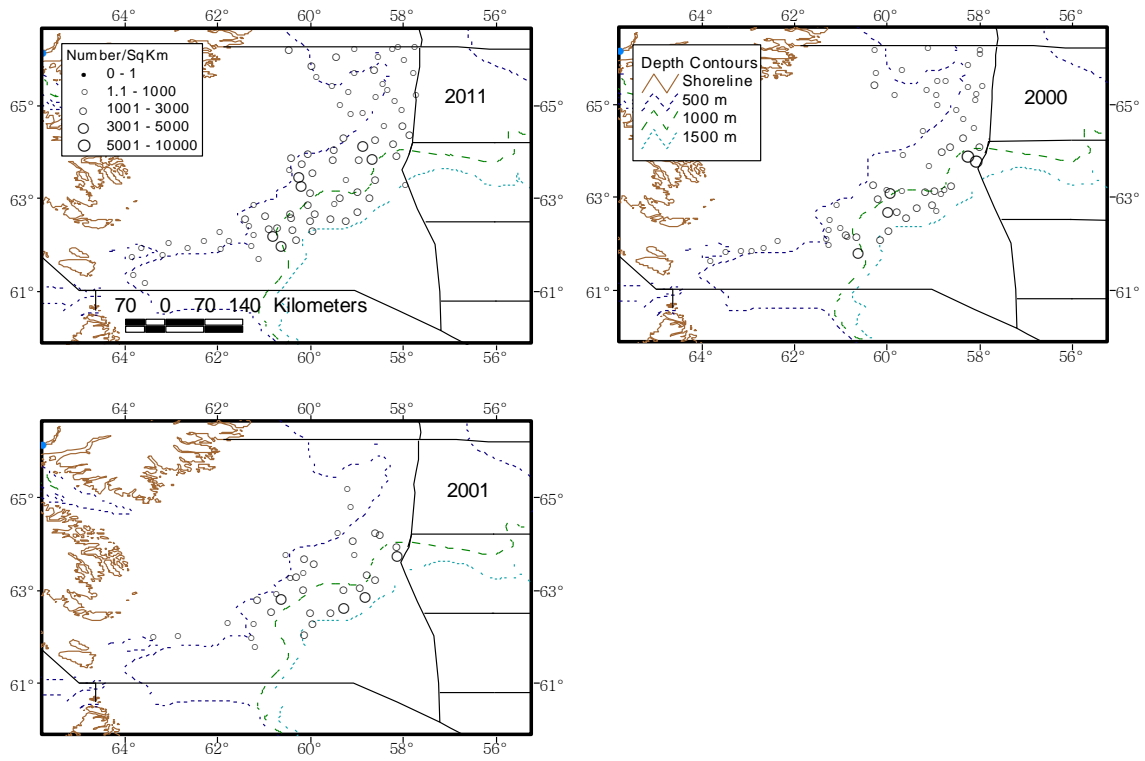 64° 62° 60° 58° 56°
Number/SqKm
0 - 1
1.1 - 1000
1001 - 3000
3001 - 5000
5001 - 10000
2011
65° 65°
63° 63°
61° 61°
70 0 70 140 Kilometers
64° 62° 60° 58° 56°
64° 62° 60° 58° 56°
Depth Contours
Shoreline
500 m
1000 m
1500 m
2000
65° 65°
63° 63°
61° 61°
64° 62° 60° 58° 56°
64° 62° 60° 58° 56°
2001
65° 65°
63° 63°
61° 61°
64° 62° 60° 58° 56°